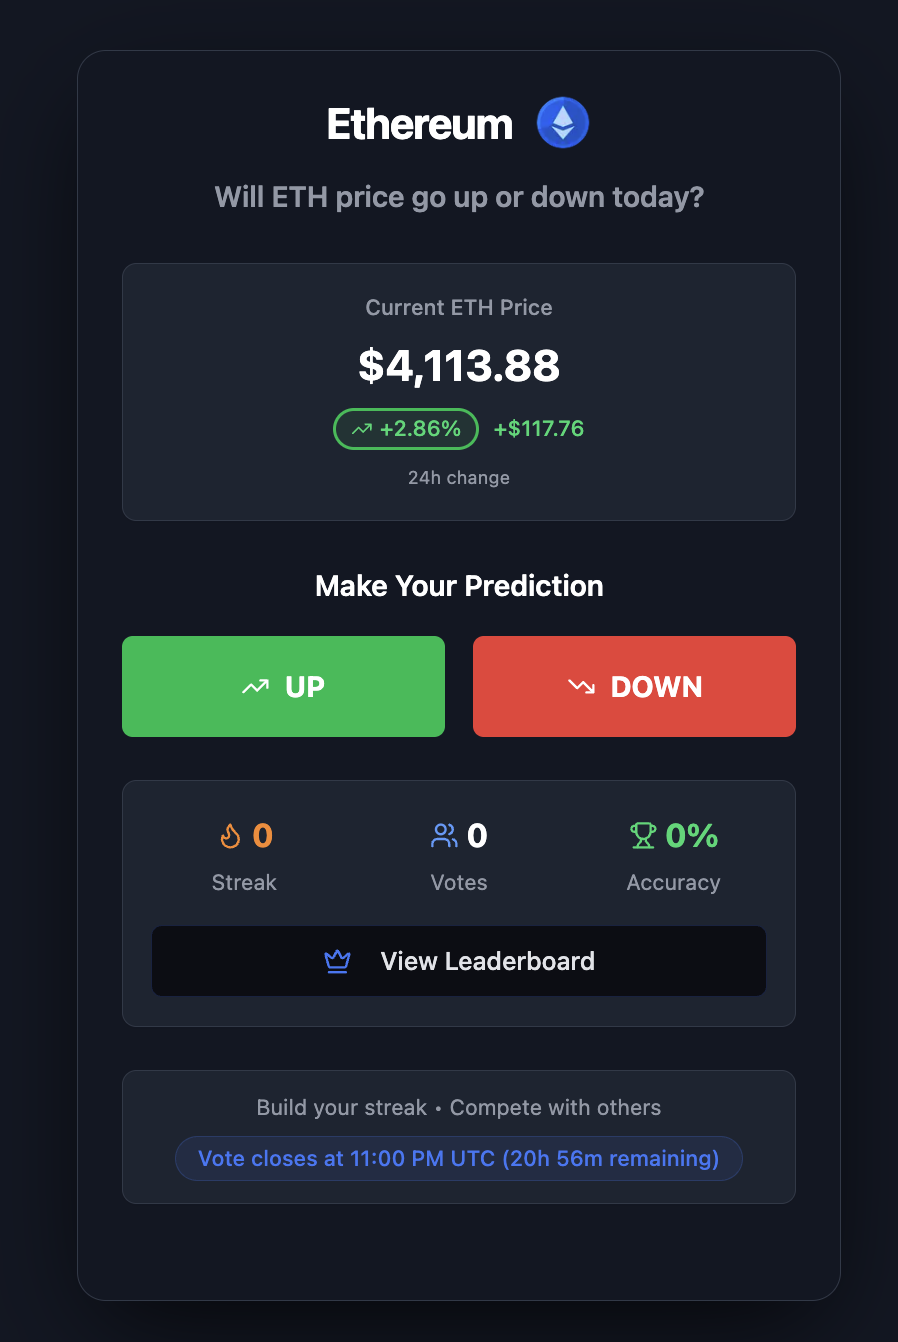 Ethereum
Will ETH price go up or down today?
Current ETH Price
$4,113.88
+2.86% +$117.76
24h change
Make Your Prediction
UP
DOWN
0
Streak
0
Votes
0%
Accuracy
View Leaderboard
Build your streak • Compete with others
Vote closes at 11:00 PM UTC (20h 56m remaining)